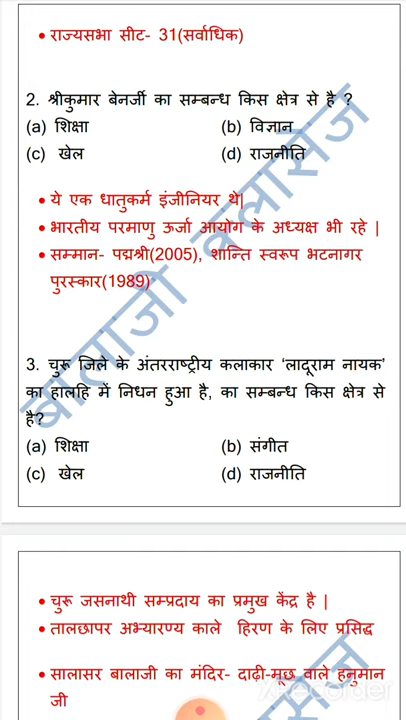 • राज्यसभा सीट- 31(सर्वाधिक)
2. श्रीकुमार बेनर्जी का सम्बन्ध किस क्षेत्र से है ?
(a) शिक्षा (b) विज्ञान
(c) खेल (d) राजनीति
• ये एक धातुकर्म इंजीनियर थे|
• भारतीय परमाणु ऊर्जा आयोग के अध्यक्ष भी रहे |
• सम्मान- पद्मश्री(2005), शान्ति स्वरूप भटनागर
पुरस्कार(1989)
बालाजी क्लासेज
3. चुरू जिले के अंतरराष्ट्रीय कलाकार ‘लादूराम नायक’
का हालहि में निधन हुआ है, का सम्बन्ध किस क्षेत्र से
है?
(a) शिक्षा (b) संगीत
(c) खेल (d) राजनीति
• चुरू जसनाथी सम्प्रदाय का प्रमुख केंद्र है |
• तालछापर अभ्यारण्य काले हिरण के लिए प्रसिद्ध
• सालासर बालाजी का मंदिर- दाढ़ी-मूछ वाले हनुमान
जी
XRecorder